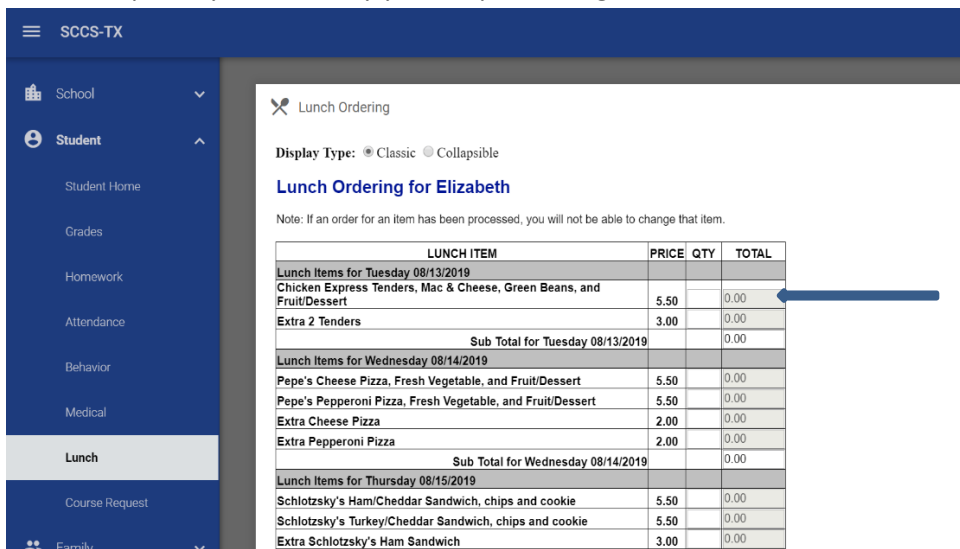 SCCS-TX
School
Student
Student Home
Grades
Homework
Attendance
Behavior
Medical
Lunch
Course Request
Family
Lunch Ordering
Display Type: Classic Collapsible
Lunch Ordering for Elizabeth
Note: If an order for an item has been processed, you will not be able to change that item.
LUNCH ITEM PRICE QTY TOTAL
Lunch Items for Tuesday 08/13/2019
Chicken Express Tenders, Mac & Cheese, Green Beans, and
Fruit/Dessert 5.50 0.00
Extra 2 Tenders 3.00 0.00
Sub Total for Tuesday 08/13/2019 0.00
Lunch Items for Wednesday 08/14/2019
Pepe's Cheese Pizza, Fresh Vegetable, and Fruit/Dessert 5.50 0.00
Pepe's Pepperoni Pizza, Fresh Vegetable, and Fruit/Dessert 5.50 0.00
Extra Cheese Pizza 2.00 0.00
Extra Pepperoni Pizza 2.00 0.00
Sub Total for Wednesday 08/14/2019 0.00
Lunch Items for Thursday 08/15/2019
Schlotzsky's Ham/Cheddar Sandwich, chips and cookie 5.50 0.00
Schlotzsky's Turkey/Cheddar Sandwich, chips and cookie 5.50 0.00
Extra Schlotzsky's Ham Sandwich 3.00 0.00